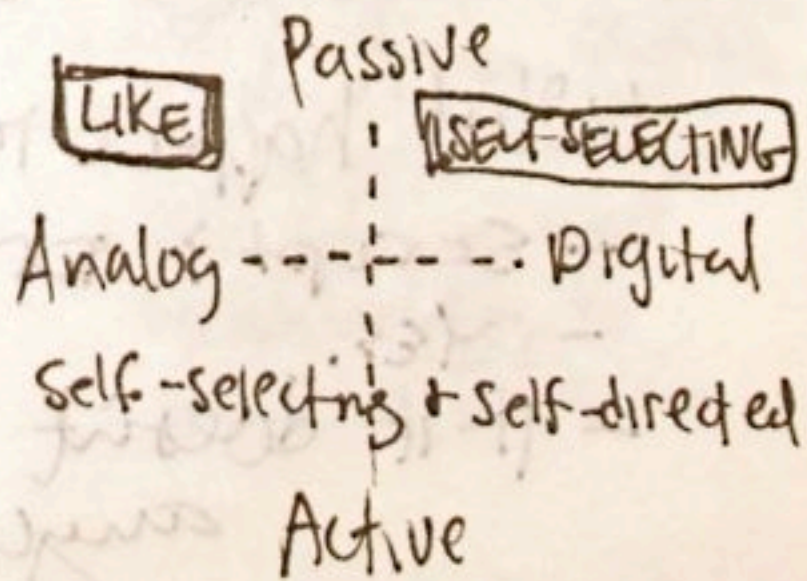 Passive
LIKE
SELF-SELECTING
Analog --- --. Digital
Self-selecting + self-directed
Active